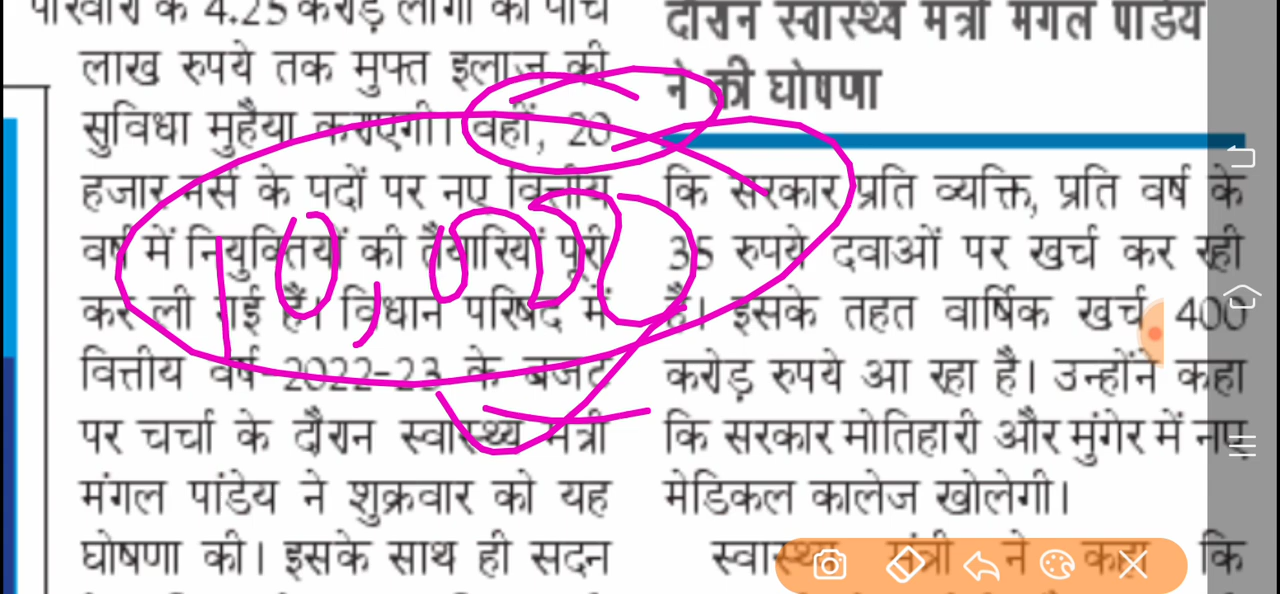 परिवारों के 4.25 करोड़ लोगों को पांच
लाख रुपये तक मुफ्त इलाज की
सुविधा मुहैया कराएगी। वहीं, 20
हजार नर्स के पदों पर नए वित्तीय
वर्ष में नियुक्तियों की तैयारियां पूरी
कर ली गई हैं। विधान परिषद में
वित्तीय वर्ष 2022-23 के बजट
पर चर्चा के दौरान स्वास्थ्य मंत्री
मंगल पांडेय ने शुक्रवार को यह
घोषणा की। इसके साथ ही सदन
10,000
दौरान स्वास्थ्य मंत्री मंगल पांडेय
ने की घोषणा
कि सरकार प्रति व्यक्ति, प्रति वर्ष के
35 रुपये दवाओं पर खर्च कर रही
है। इसके तहत वार्षिक खर्च 400
करोड़ रुपये आ रहा है। उन्होंने कहा
कि सरकार मोतिहारी और मुंगेर में नए
मेडिकल कालेज खोलेगी।
स्वास्थ्य मंत्री ने कहा कि